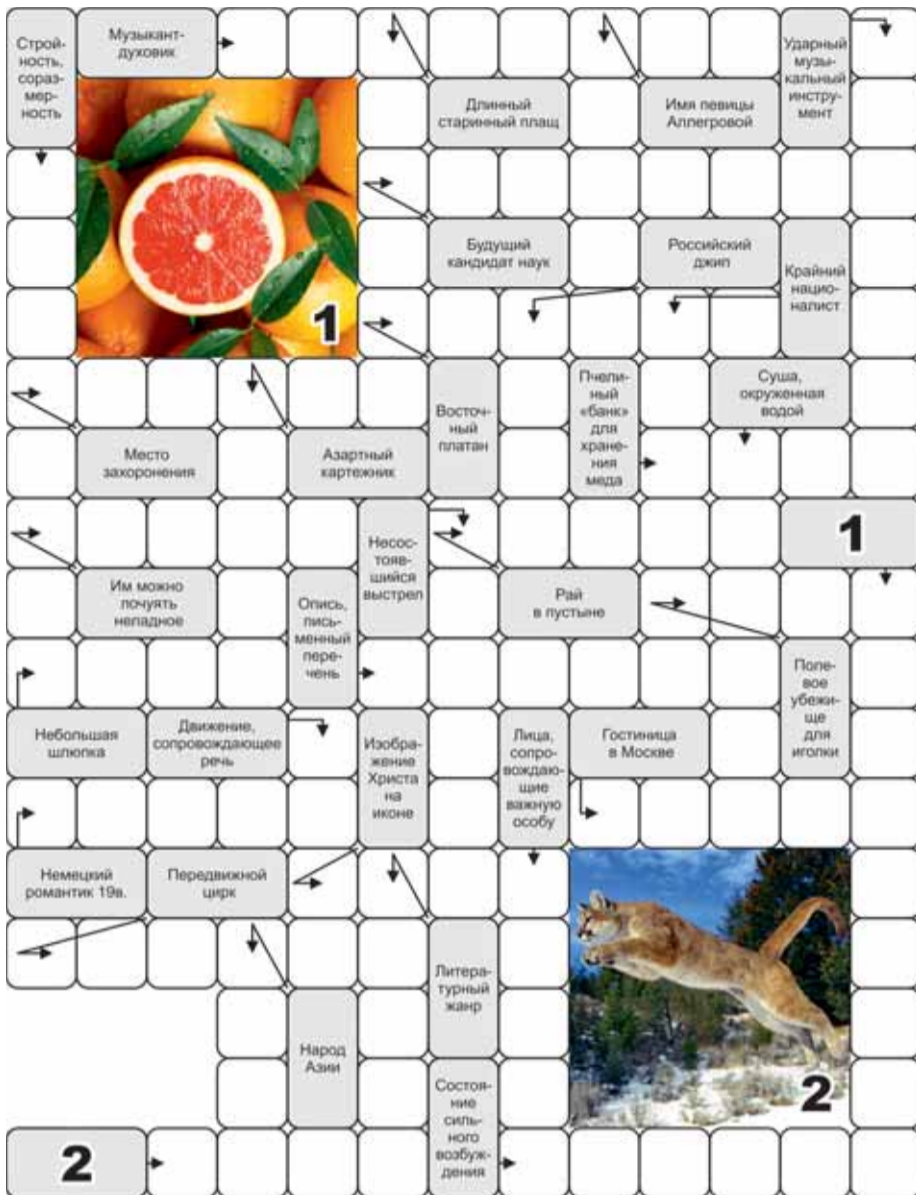 Строй-
ность,
сораз-
мер-
ность
Музыкант-
духовик
Ударный
музы-
кальный
инстру-
мент
Длинный
старинный плащ
Имя певицы
Аллегровой
1
Будущий
кандидат наук
Российский
джип
Крайний
нацио-
налист
Место
захоронения
Азартный
картежник
Восточ-
ный
платан
Пчели-
ный
«банк»
для
хране-
ния
меда
Суша,
окруженная
водой
Несос-
тояв-
шийся
выстрел
1
Им можно
почуять
неладное
Опись,
пись-
менный
пере-
чень
Рай
в пустыне
Поле-
вое
убежи-
ще
для
иголки
Небольшая
шлюпка
Движение,
сопровождающее
речь
Изобра-
жение
Христа
на
иконе
Лица,
сопро-
вождаю-
щие
важную
особу
Гостиница
в Москве
Немецкий
романтик 19в.
Передвижной
цирк
Литера-
турный
жанр
Народ
Азии
2
Состоя-
ние
силь-
ного
возбуж-
дения
2